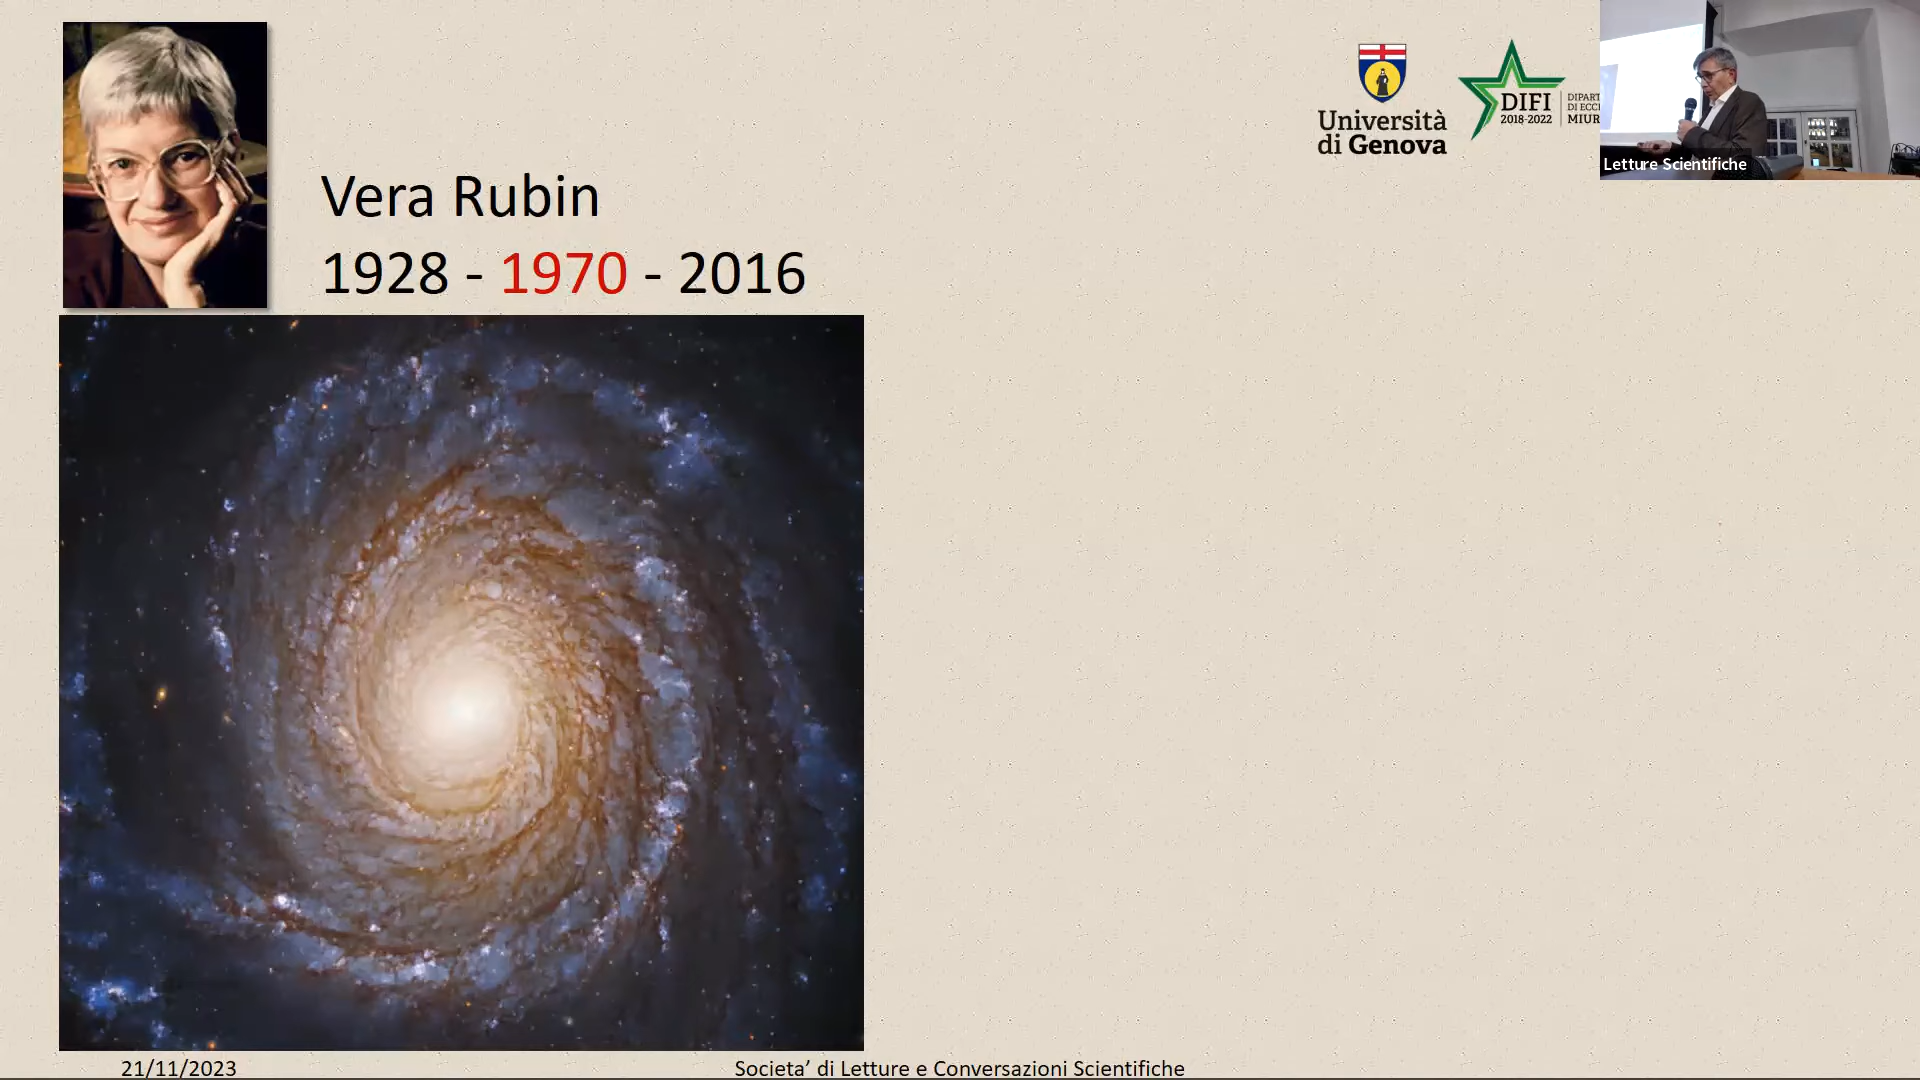 Vera Rubin
1928 - 1970 - 2016
Università
di Genova
DIFI
2018-2022
MIUR
Letture Scientifiche
21/11/2023
Societa’ di Letture e Conversazioni Scientifiche